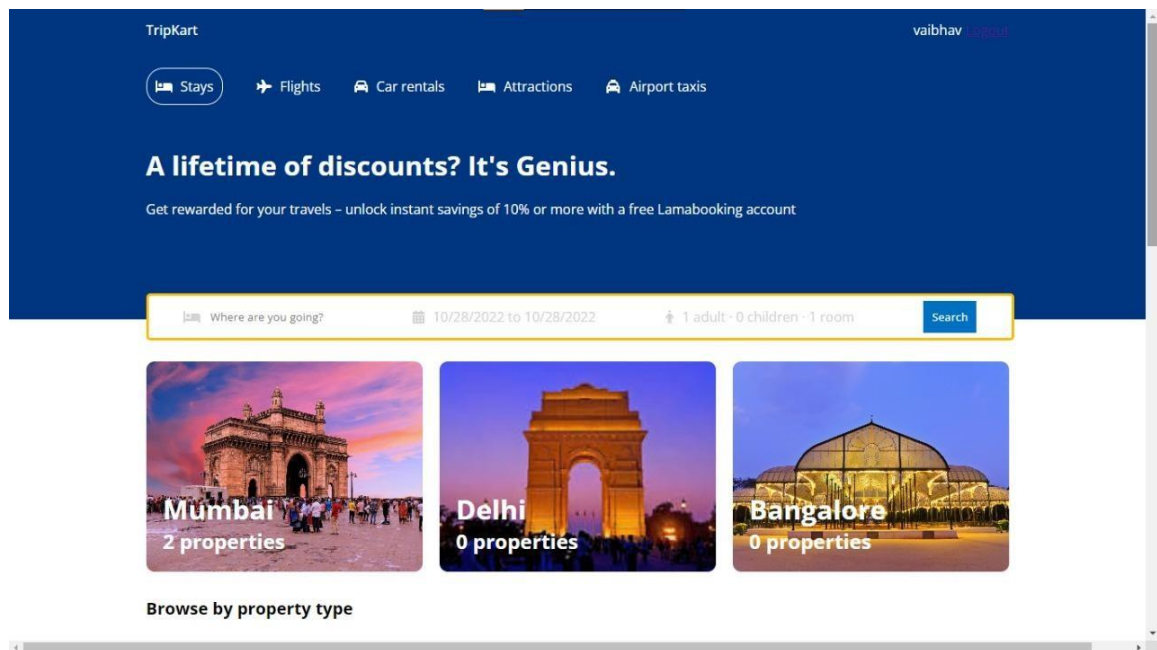 TripKart
vaibhav Logout
Stays Flights Car rentals Attractions Airport taxis
A lifetime of discounts? It's Genius.
Get rewarded for your travels – unlock instant savings of 10% or more with a free Lamabooking account
Where are you going? 10/28/2022 to 10/28/2022 1 adult · 0 children · 1 room Search
Mumbai
2 properties
Delhi
0 properties
Bangalore
0 properties
Browse by property type